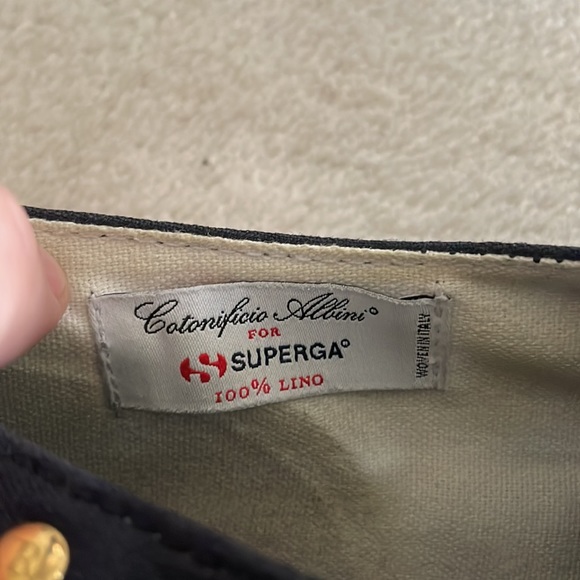 Cotonificio Albini°
FOR
SUPERGA°
100% LINO
WOVEN IN ITALY